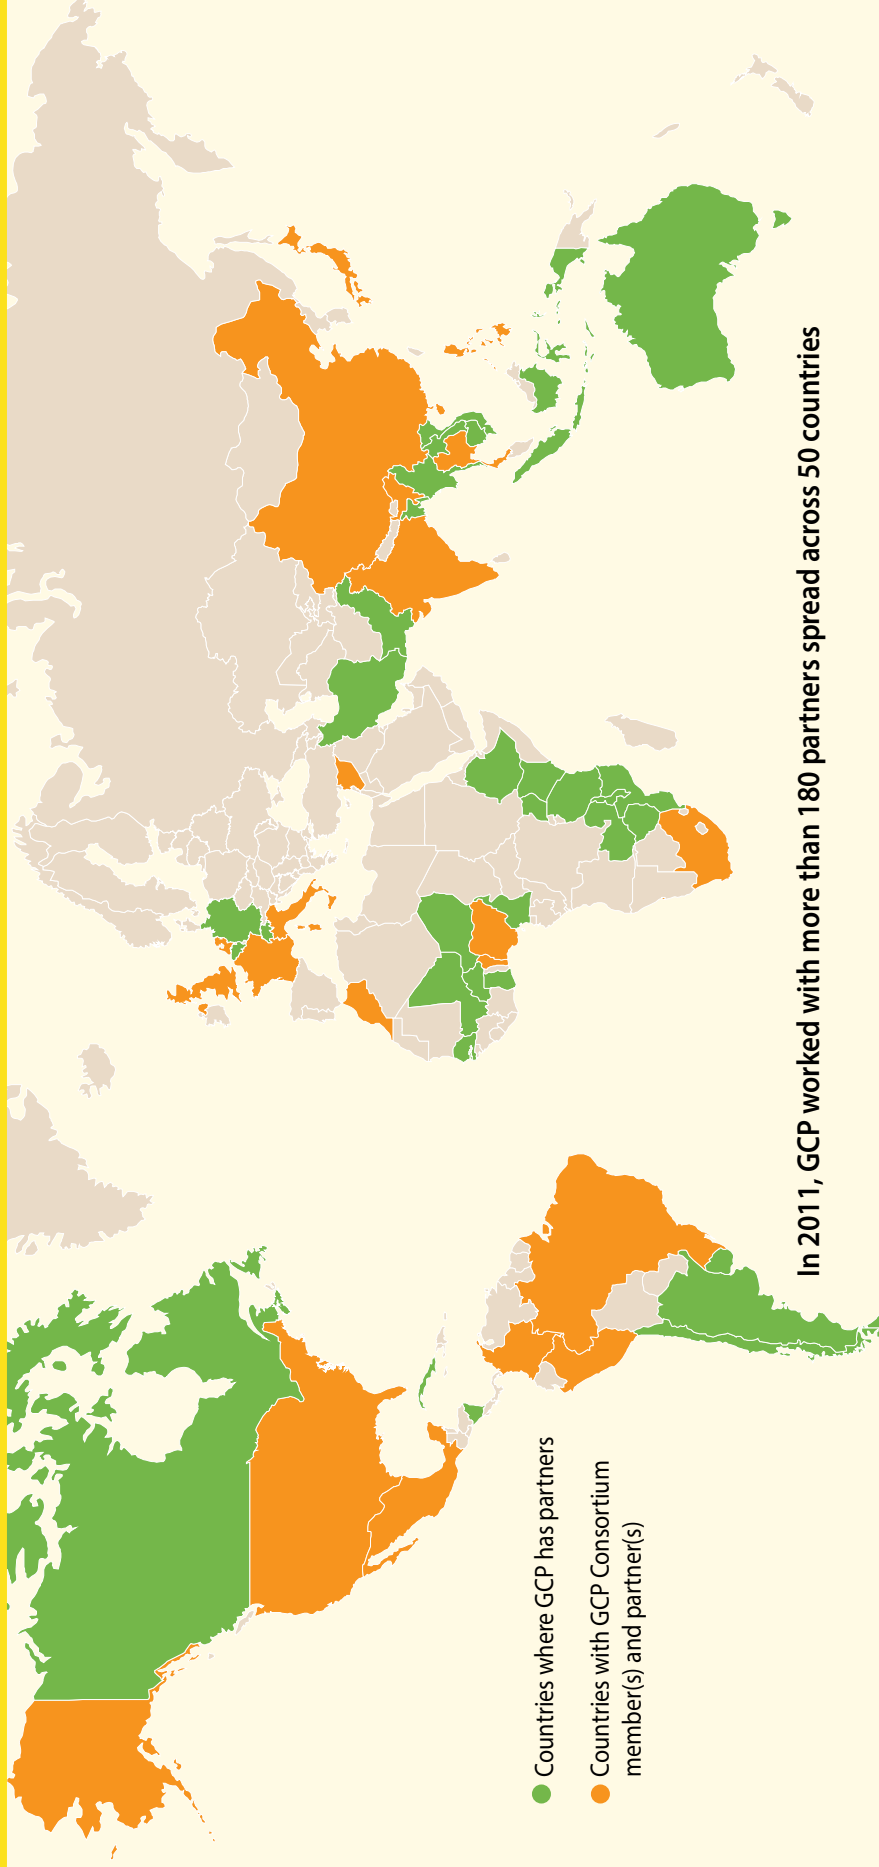 Countries where GCP has partners
Countries with GCP Consortium
member(s) and partner(s)
In 2011, GCP worked with more than 180 partners spread across 50 countries